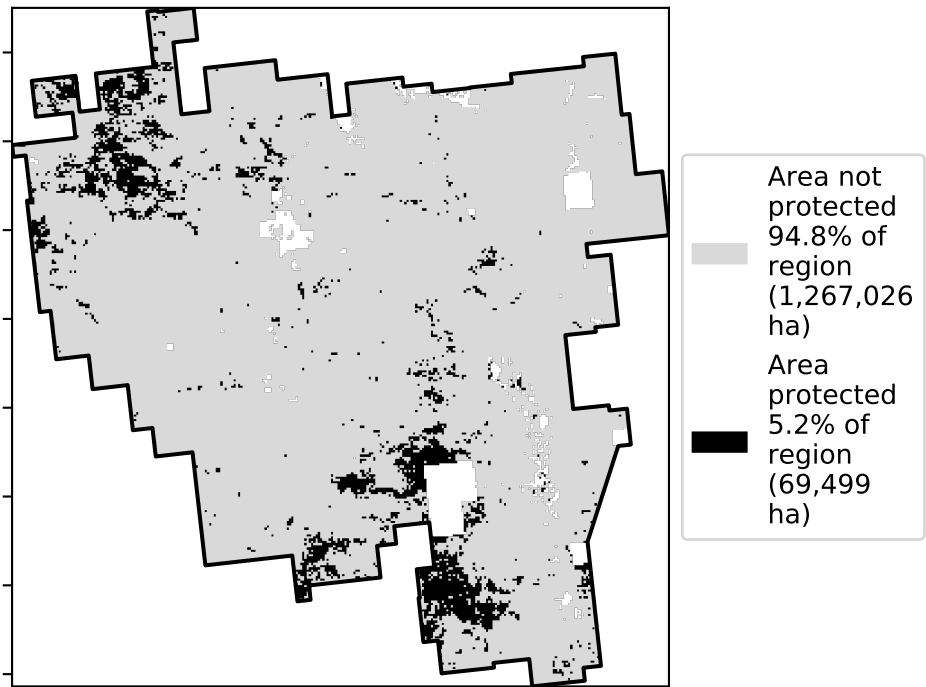 Area not
protected
94.8% of
region
(1,267,026
ha)
Area
protected
5.2% of
region
(69,499
ha)